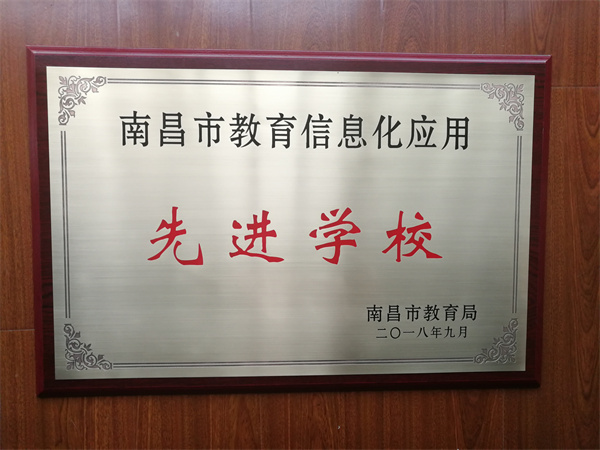 南昌市教育信息化应用
先进学校
南昌市教育局
二〇一八年九月